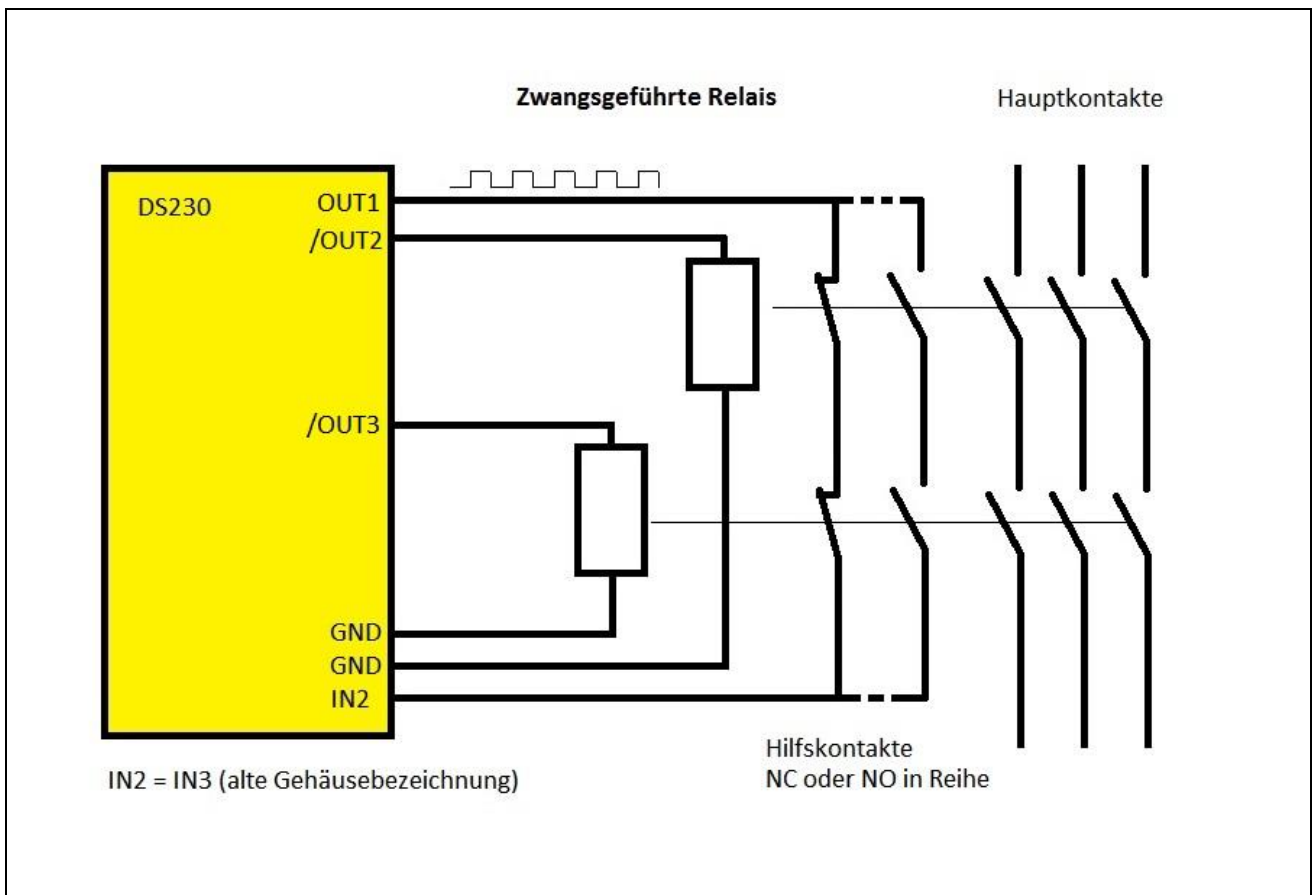 Zwangsgeführte Relais
Hauptkontakte
DS230
OUT1
/OUT2
/OUT3
GND
GND
IN2
Hilfskontakte
NC oder NO in Reihe
IN2 = IN3 (alte Gehäusebezeichnung)